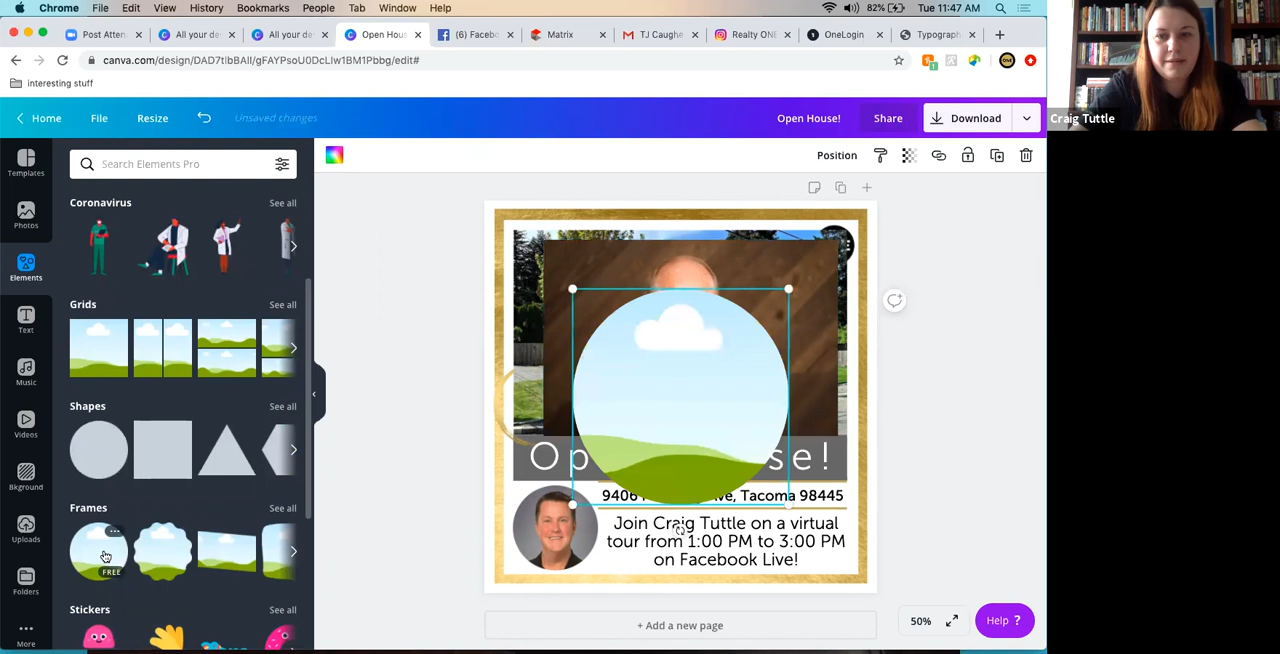 Chrome File Edit View History Bookmarks People Tab Window Help 82% Tue 11:47 AM
Post Atten All your de All your de Open Hous (6) Facebo Matrix TJ Caughe Realty ONE OneLogin Typograph
canva.com/design/DAD7tlbBAlI/gFAYPsoU0DcLlw1BM1Pbbg/edit#
interesting stuff
Home File Resize Unsaved changes Open House! Share Download
Templates
Photos
Elements
Text
Music
Videos
Bkground
Uploads
Folders
More
Search Elements Pro
Position
Coronavirus See all
Grids See all
Shapes See all
Frames See all
FREE
Stickers See all
Op se!
9406 ve, Tacoma 98445
Join Craig Tuttle on a virtual
tour from 1:00 PM to 3:00 PM
on Facebook Live!
+ Add a new page
50%
Help ?
Craig Tuttle